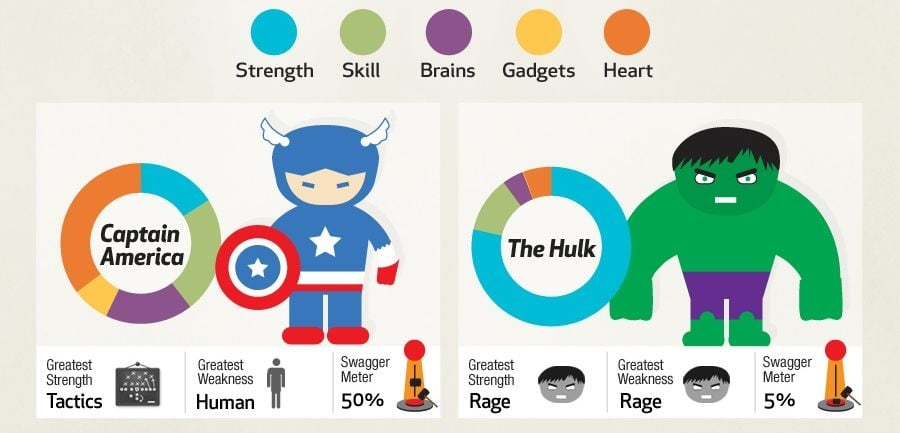 Strength Skill Brains Gadgets Heart
Captain
America
Greatest
Strength
Tactics
Greatest
Weakness
Human
Swagger
Meter
50%
The Hulk
Greatest
Strength
Rage
Greatest
Weakness
Rage
Swagger
Meter
5%